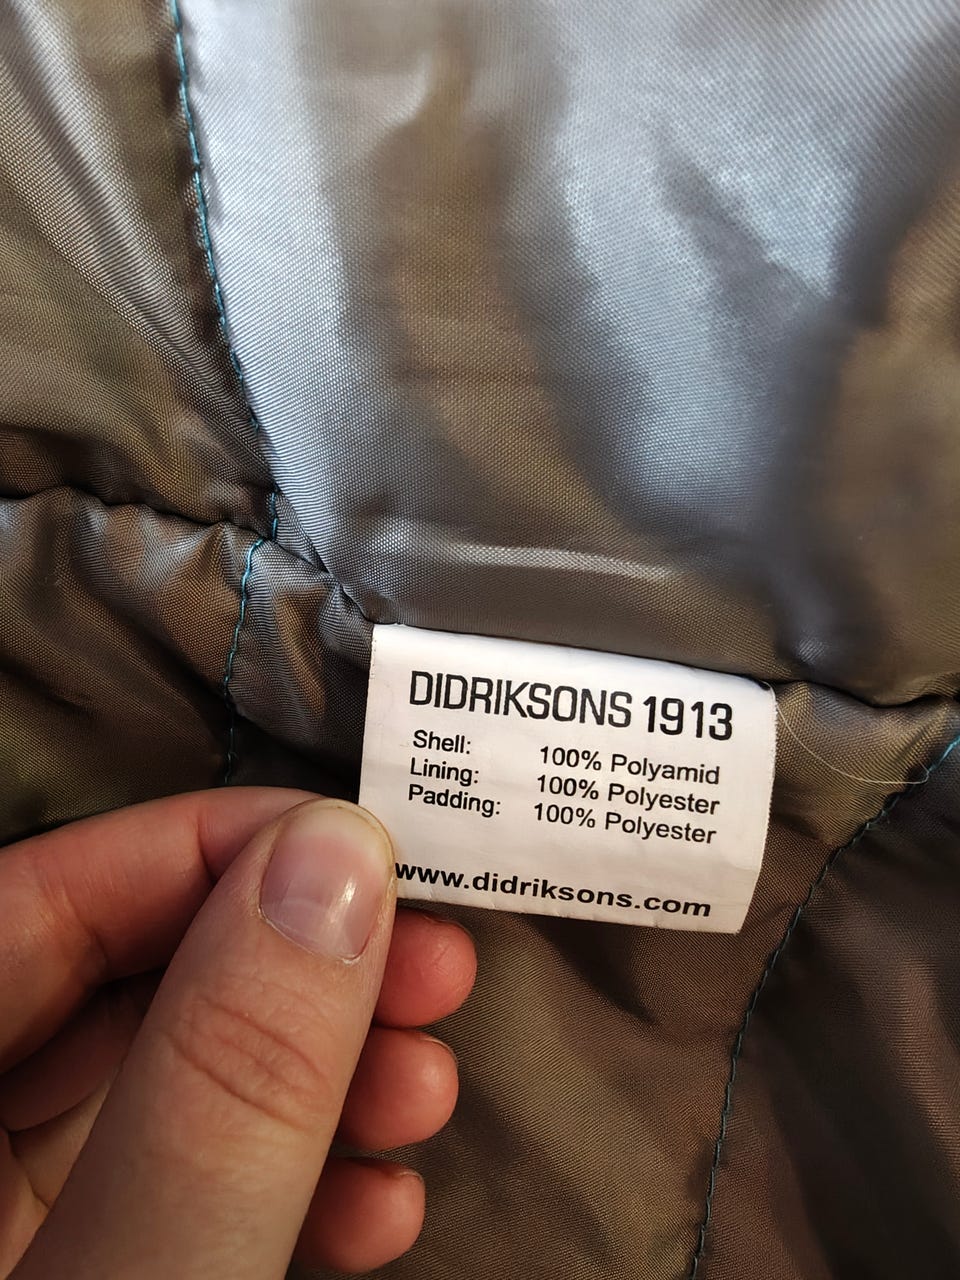 DIDRIKSONS 1913
Shell: 100% Polyamid
Lining: 100% Polyester
Padding: 100% Polyester
www.didriksons.com